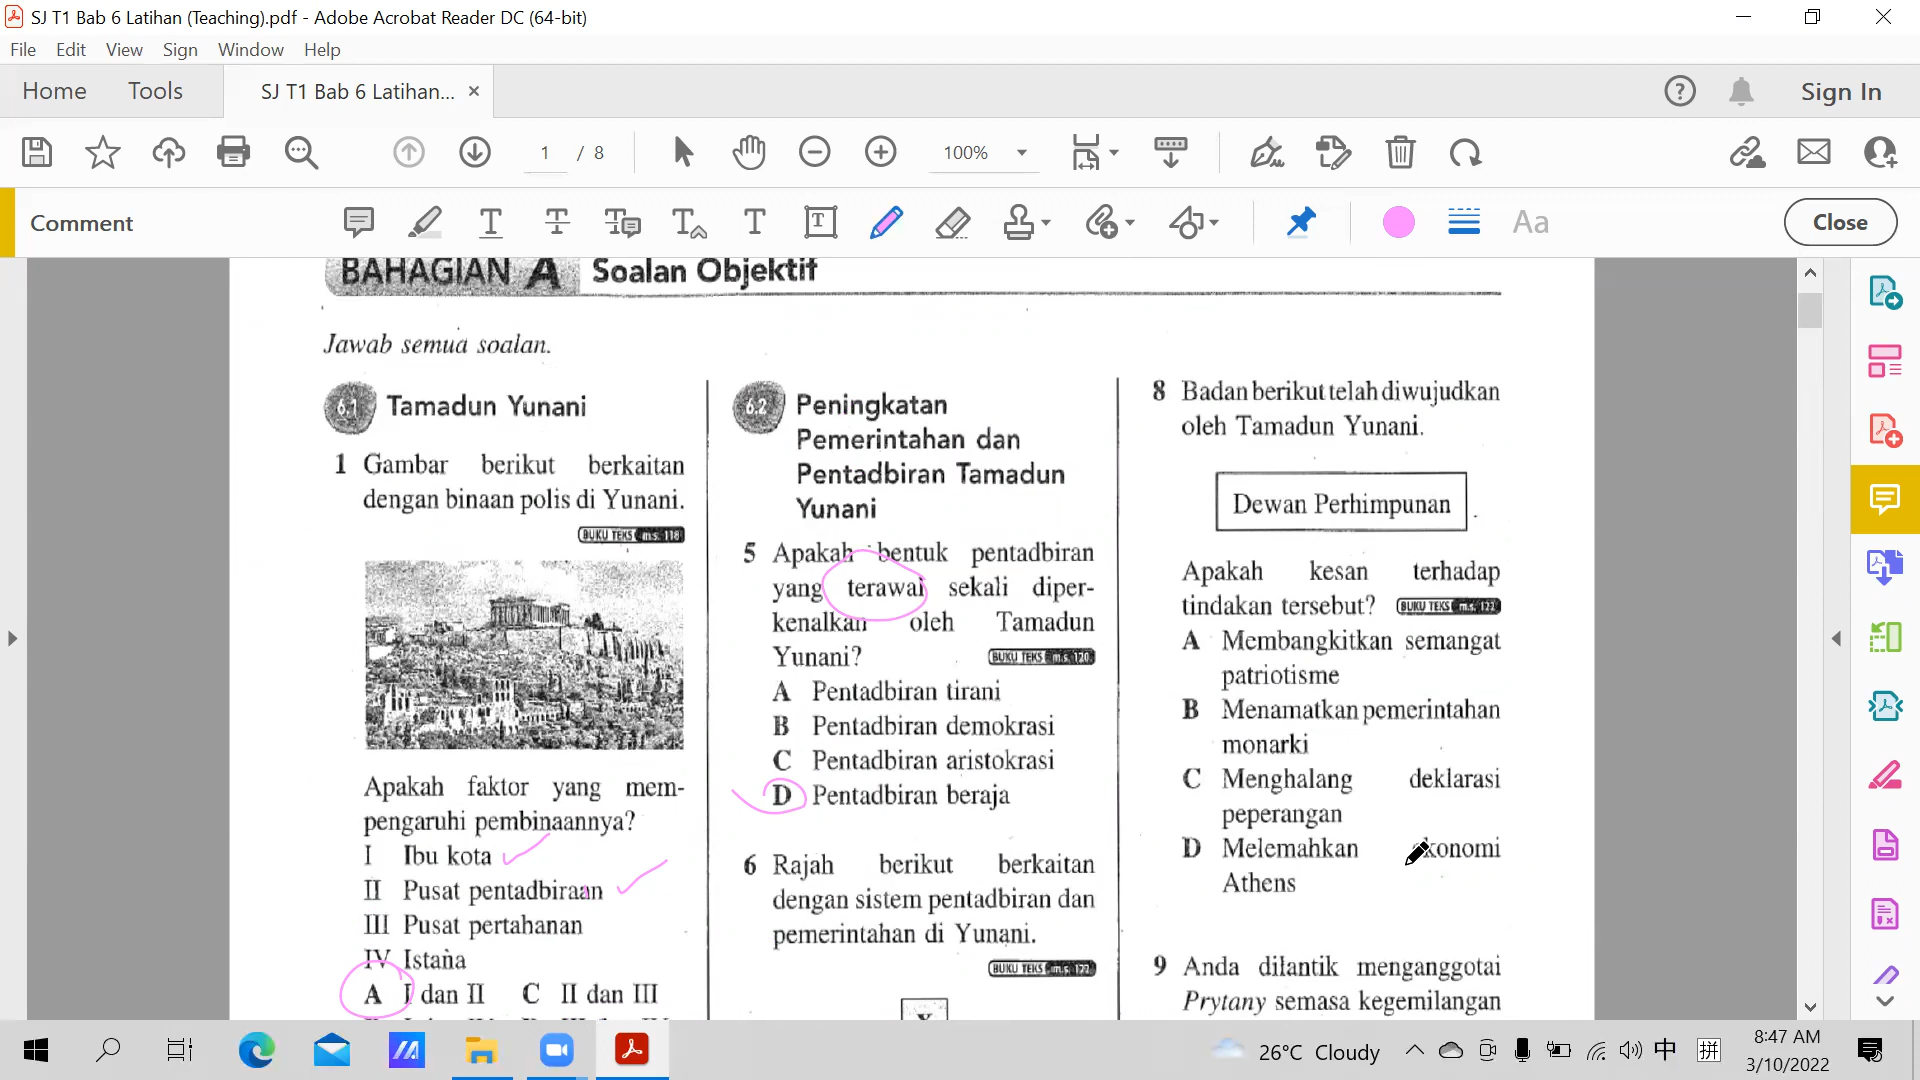 SJ T1 Bab 6 Latihan (Teaching).pdf - Adobe Acrobat Reader DC (64-bit)
File Edit View Sign Window Help
Home Tools SJ T1 Bab 6 Latihan... × Sign In
1 / 8 100%
Comment Aa Close
BAHAGIAN A Soalan Objektif
Jawab semua soalan.
6.1 Tamadun Yunani
1 Gambar berikut berkaitan
dengan binaan polis di Yunani.
BUKU TEKS m.s. 118
Apakah faktor yang mem-
pengaruhi pembinaannya?
I Ibu kota
II Pusat pentadbiraan
III Pusat pertahanan
IV Istana
A I dan II C II dan III
6.2 Peningkatan
Pemerintahan dan
Pentadbiran Tamadun
Yunani
5 Apakah bentuk pentadbiran
yang terawal sekali diper-
kenalkan oleh Tamadun
Yunani? BUKU TEKS m.s. 120
A Pentadbiran tirani
B Pentadbiran demokrasi
C Pentadbiran aristokrasi
D Pentadbiran beraja
6 Rajah berikut berkaitan
dengan sistem pentadbiran dan
pemerintahan di Yunani.
BUKU TEKS m.s. 122
X
8 Badan berikut telah diwujudkan
oleh Tamadun Yunani.
Dewan Perhimpunan
Apakah kesan terhadap
tindakan tersebut? BUKU TEKS m.s. 122
A Membangkitkan semangat
patriotisme
B Menamatkan pemerintahan
monarki
C Menghalang deklarasi
peperangan
D Melemahkan ekonomi
Athens
9 Anda dilantik menganggotai
Prytany semasa kegemilangan
26°C Cloudy 中 拼 8:47 AM
3/10/2022